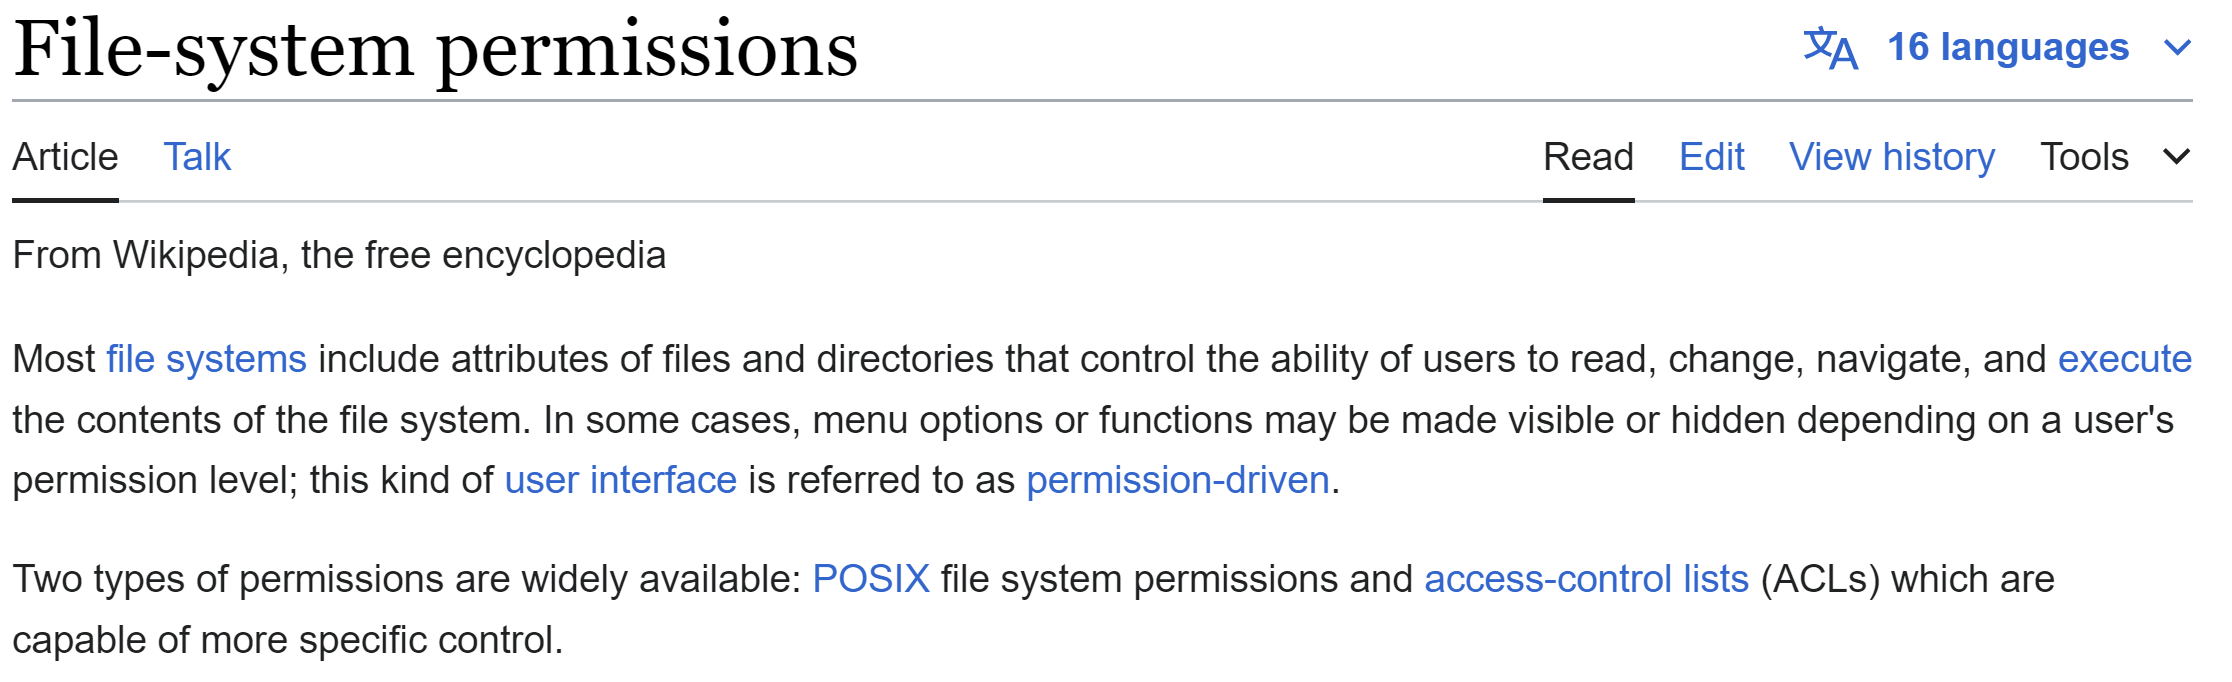 File-system permissions
16 languages
Article Talk
Read Edit View history Tools
From Wikipedia, the free encyclopedia
Most file systems include attributes of files and directories that control the ability of users to read, change, navigate, and execute
the contents of the file system. In some cases, menu options or functions may be made visible or hidden depending on a user's
permission level; this kind of user interface is referred to as permission-driven.
Two types of permissions are widely available: POSIX file system permissions and access-control lists (ACLs) which are
capable of more specific control.